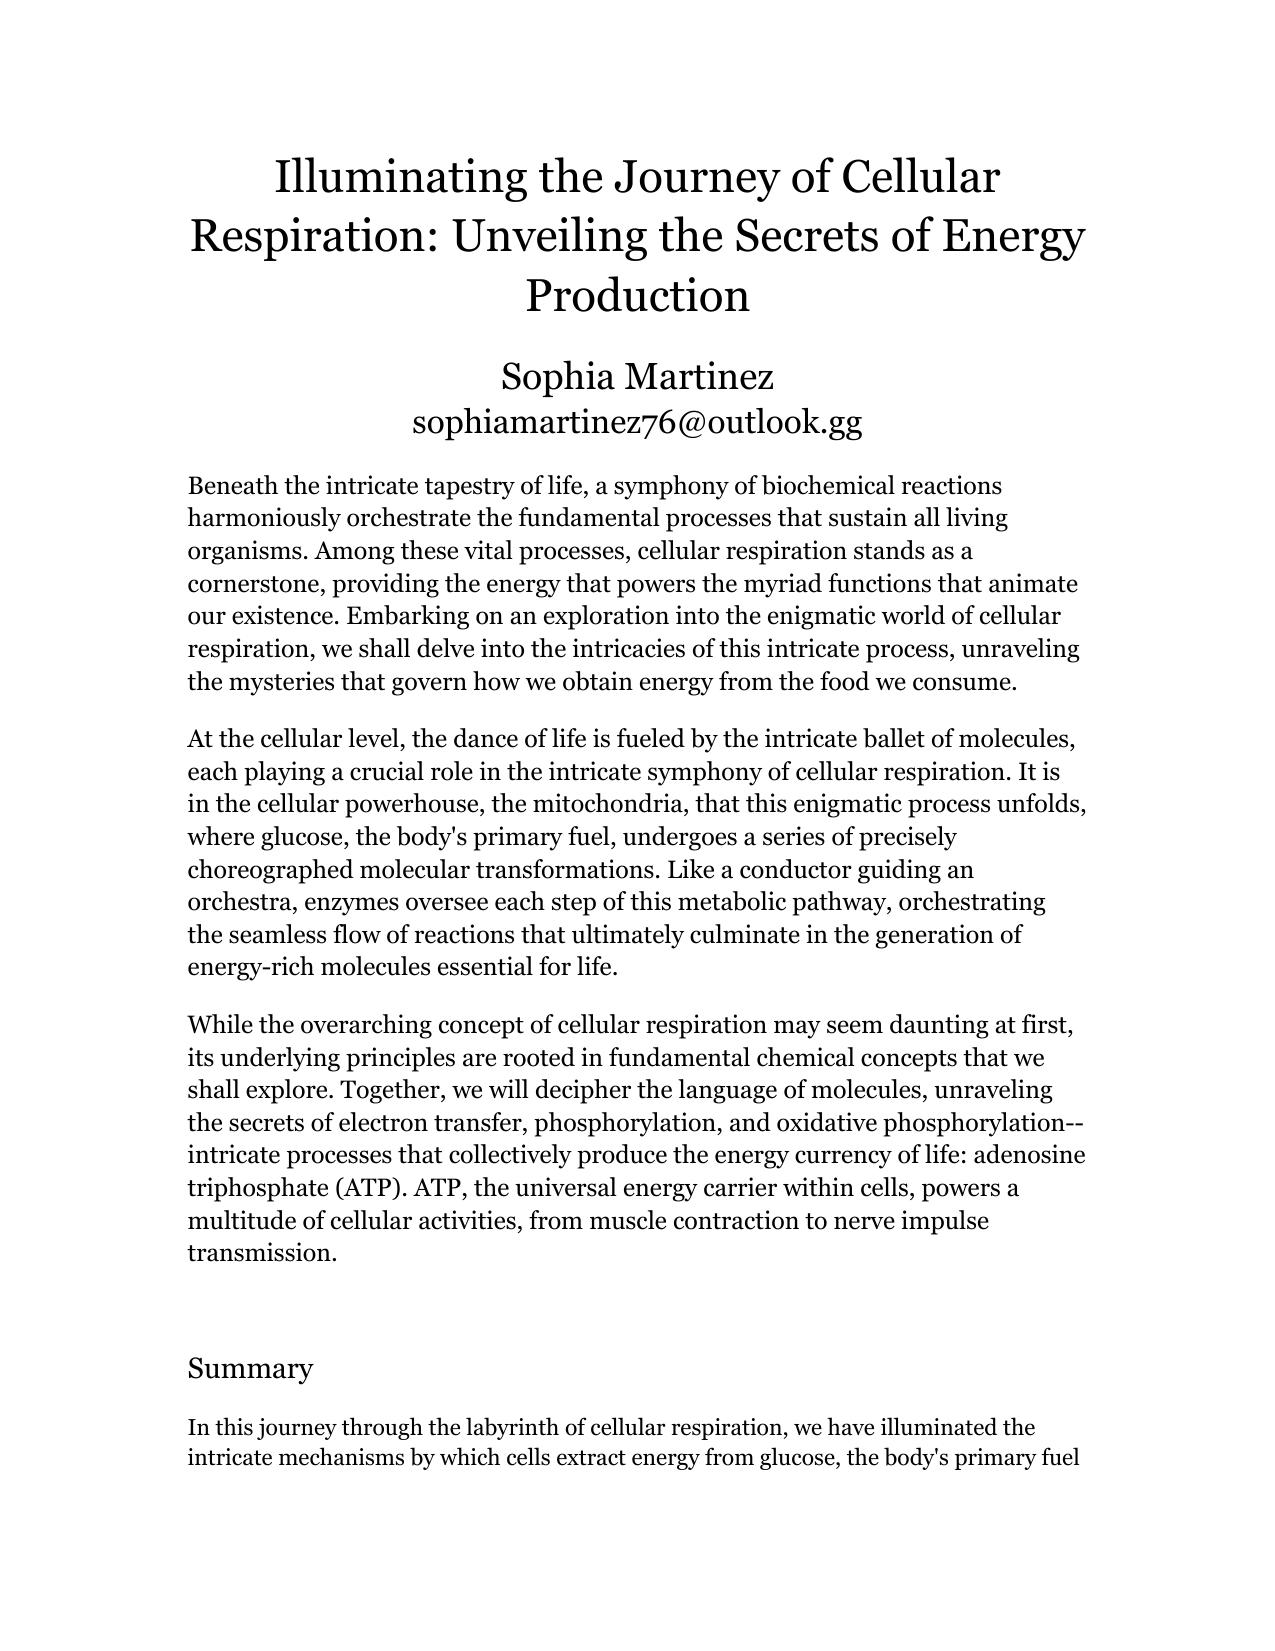 Illuminating the Journey of Cellular
Respiration: Unveiling the Secrets of Energy
Production
Sophia Martinez
sophiamartinez76@outlook.gg
Beneath the intricate tapestry of life, a symphony of biochemical reactions
harmoniously orchestrate the fundamental processes that sustain all living
organisms. Among these vital processes, cellular respiration stands as a
cornerstone, providing the energy that powers the myriad functions that animate
our existence. Embarking on an exploration into the enigmatic world of cellular
respiration, we shall delve into the intricacies of this intricate process, unraveling
the mysteries that govern how we obtain energy from the food we consume.
At the cellular level, the dance of life is fueled by the intricate ballet of molecules,
each playing a crucial role in the intricate symphony of cellular respiration. It is
in the cellular powerhouse, the mitochondria, that this enigmatic process unfolds,
where glucose, the body's primary fuel, undergoes a series of precisely
choreographed molecular transformations. Like a conductor guiding an
orchestra, enzymes oversee each step of this metabolic pathway, orchestrating
the seamless flow of reactions that ultimately culminate in the generation of
energy-rich molecules essential for life.
While the overarching concept of cellular respiration may seem daunting at first,
its underlying principles are rooted in fundamental chemical concepts that we
shall explore. Together, we will decipher the language of molecules, unraveling
the secrets of electron transfer, phosphorylation, and oxidative phosphorylation--
intricate processes that collectively produce the energy currency of life: adenosine
triphosphate (ATP). ATP, the universal energy carrier within cells, powers a
multitude of cellular activities, from muscle contraction to nerve impulse
transmission.
Summary
In this journey through the labyrinth of cellular respiration, we have illuminated the
intricate mechanisms by which cells extract energy from glucose, the body's primary fuel